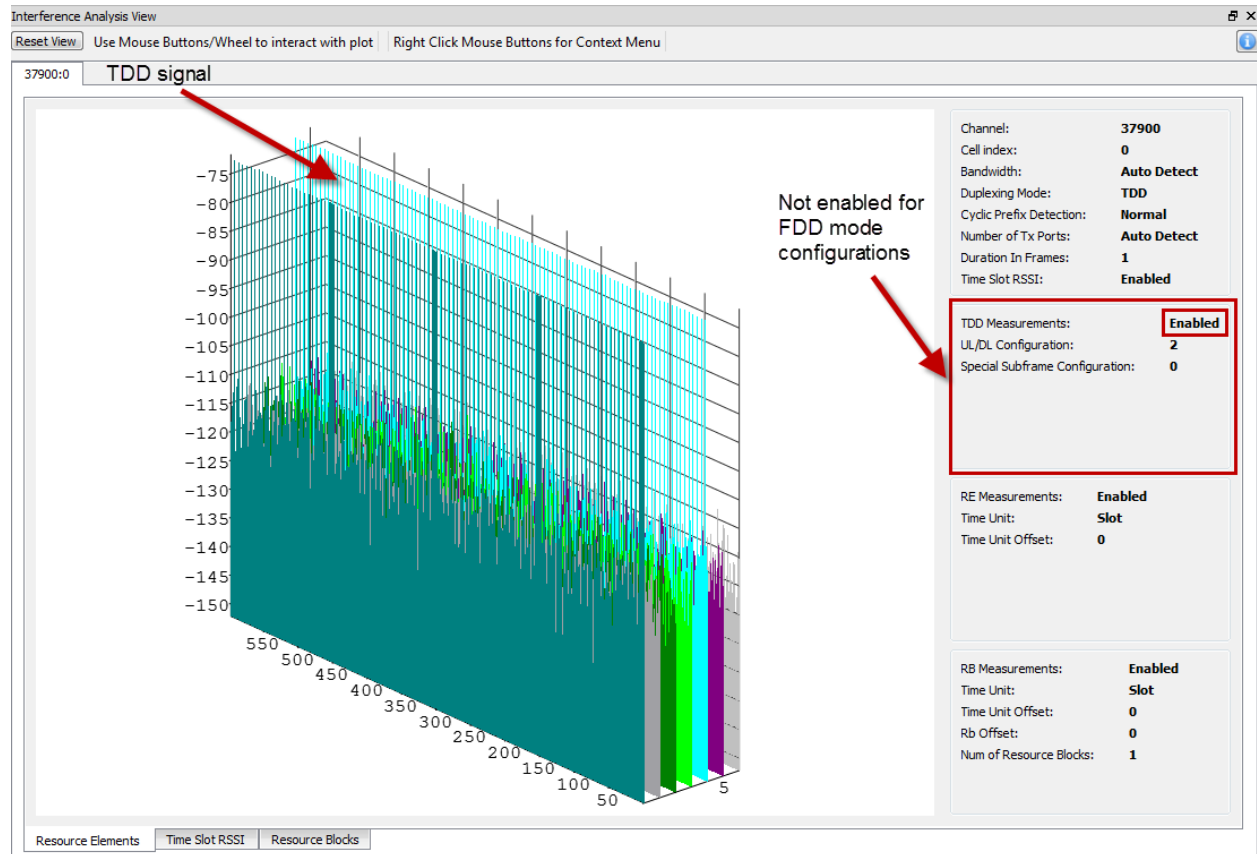 Interference Analysis View
Reset View Use Mouse Buttons/Wheel to interact with plot Right Click Mouse Buttons for Context Menu
37900:0 TDD signal
-75
-80
-85
-90
-95
-100
-105
-110
-115
-120
-125
-130
-135
-140
-145
-150
550
500
450
400
350
300
250
200
150
100
50
5
Not enabled for
FDD mode
configurations
Channel: 37900
Cell index: 0
Bandwidth: Auto Detect
Duplexing Mode: TDD
Cyclic Prefix Detection: Normal
Number of Tx Ports: Auto Detect
Duration In Frames: 1
Time Slot RSSI: Enabled
TDD Measurements: Enabled
UL/DL Configuration: 2
Special Subframe Configuration: 0
RE Measurements: Enabled
Time Unit: Slot
Time Unit Offset: 0
RB Measurements: Enabled
Time Unit: Slot
Time Unit Offset: 0
Rb Offset: 0
Num of Resource Blocks: 1
Resource Elements Time Slot RSSI Resource Blocks